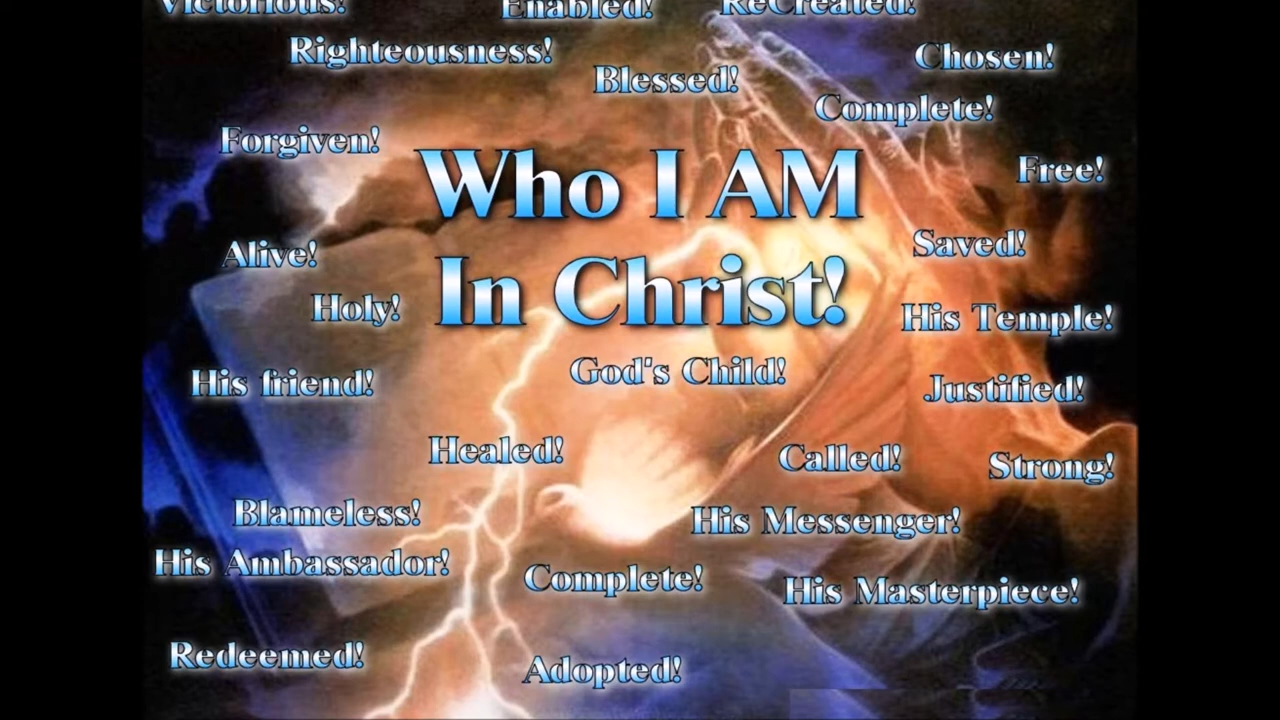 Victorious! Enabled! ReCreated!
Righteousness! Chosen!
Blessed!
Complete!
Forgiven!
Free!
Who I AM
In Christ!
Alive! Saved!
Holy! His Temple!
God's Child!
His friend! Justified!
Healed! Called! Strong!
Blameless! His Messenger!
His Ambassador! Complete! His Masterpiece!
Redeemed! Adopted!